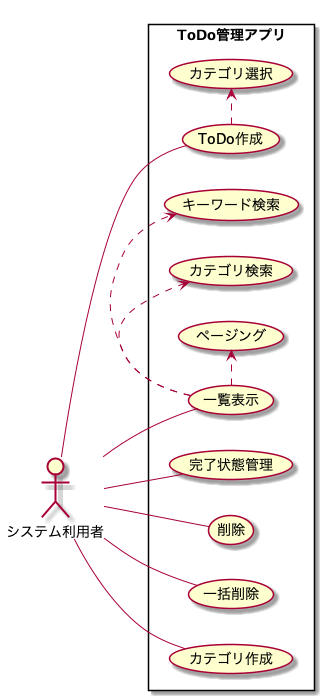 ToDo管理アプリ
カテゴリ選択
ToDo作成
キーワード検索
カテゴリ検索
ページング
一覧表示
完了状態管理
システム利用者
削除
一括削除
カテゴリ作成